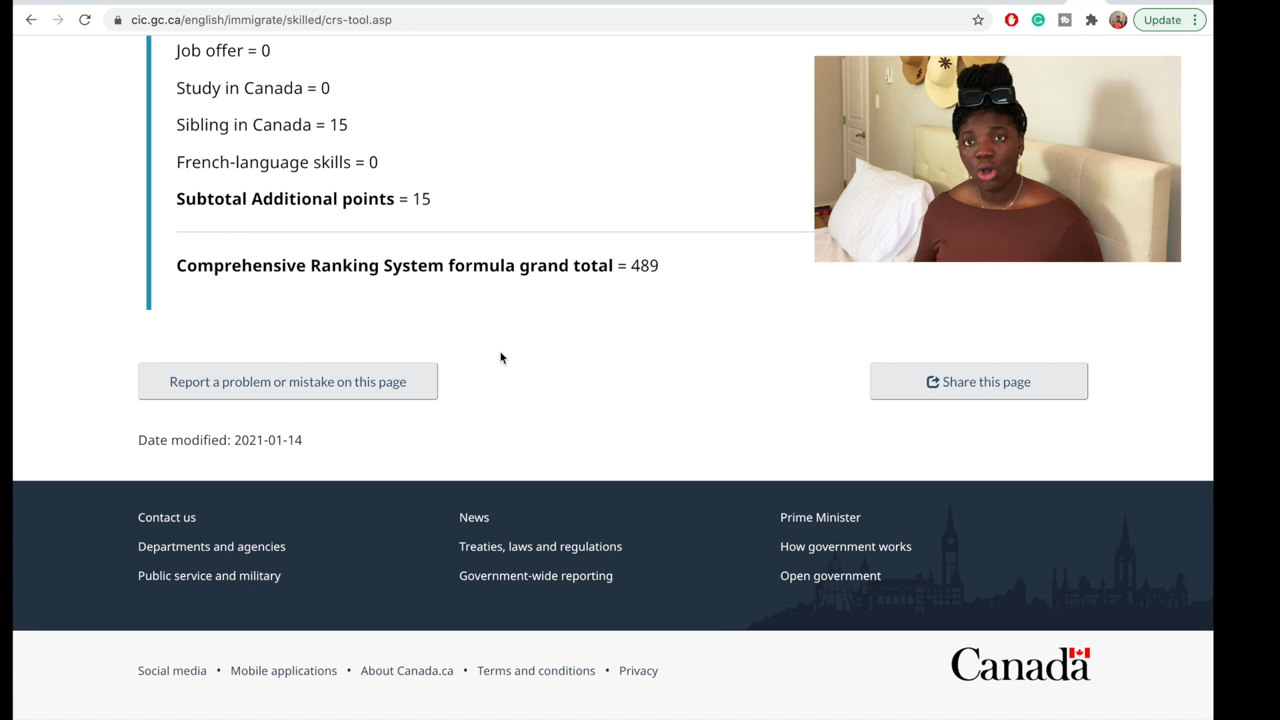 cic.gc.ca/english/immigrate/skilled/crs-tool.asp
Update
Job offer = 0
Study in Canada = 0
Sibling in Canada = 15
French-language skills = 0
Subtotal Additional points = 15
Comprehensive Ranking System formula grand total = 489
Report a problem or mistake on this page
Share this page
Date modified: 2021-01-14
Contact us
News
Prime Minister
Departments and agencies
Treaties, laws and regulations
How government works
Public service and military
Government-wide reporting
Open government
Social media • Mobile applications • About Canada.ca • Terms and conditions • Privacy
Canada